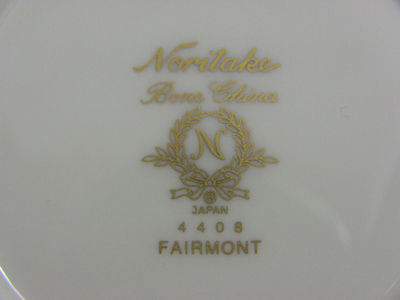 Noritake
Bone China
N
JAPAN
4408
FAIRMONT